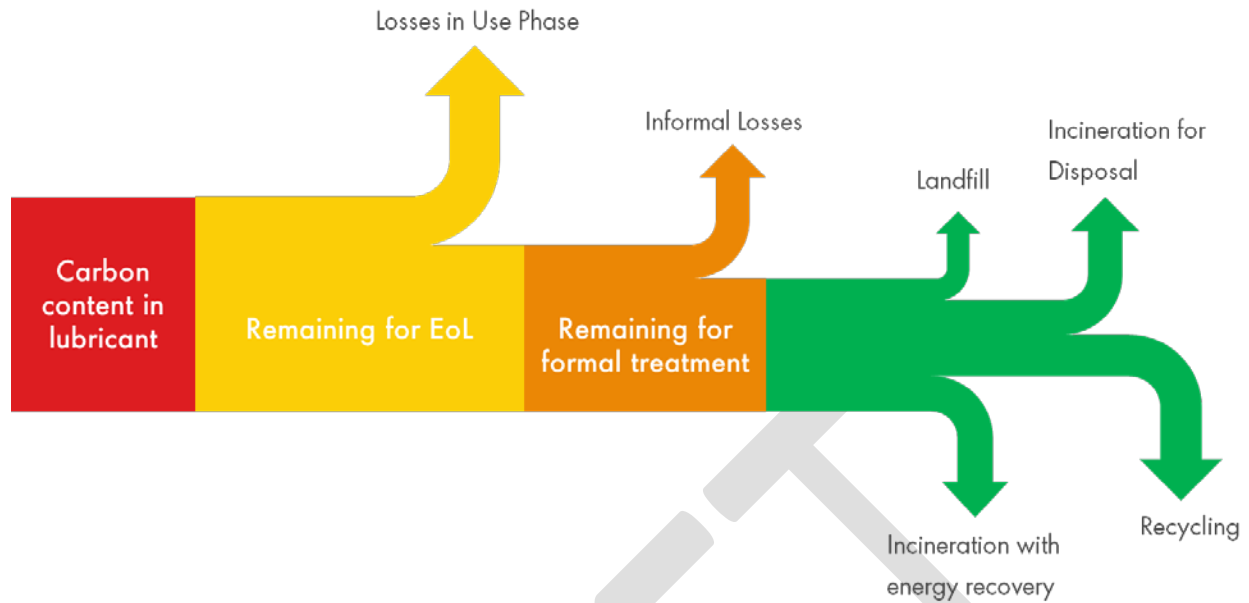 Losses in Use Phase
Informal Losses
Incineration for
Disposal
Landfill
Carbon
content in
lubricant
Remaining for EoL
Remaining for
formal treatment
Recycling
Incineration with
energy recovery